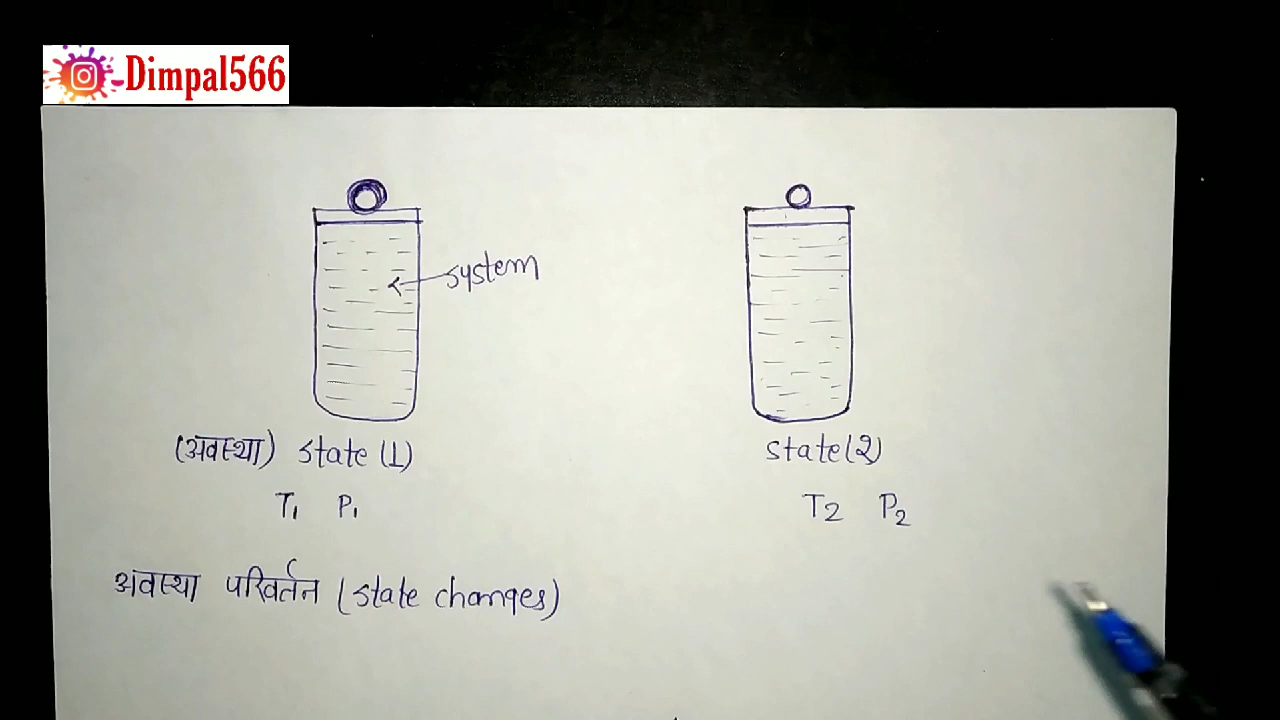 Dimpal566
system
(अवस्था) state (1)
state (2)
T₁ P₁
T₂ P₂
अवस्था परिवर्तन (state changes)